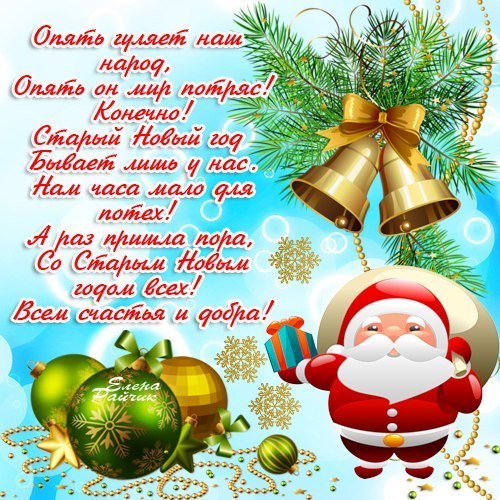 Опять гуляет наш
народ,
Опять он мир потряс!
Конечно!
Старый Новый год
Бывает лишь у нас.
Нам часа мало для
потех!
А раз пришла пора,
Со Старым Новым
годом всех!
Всем счастья и добра!
Елена
Райчик